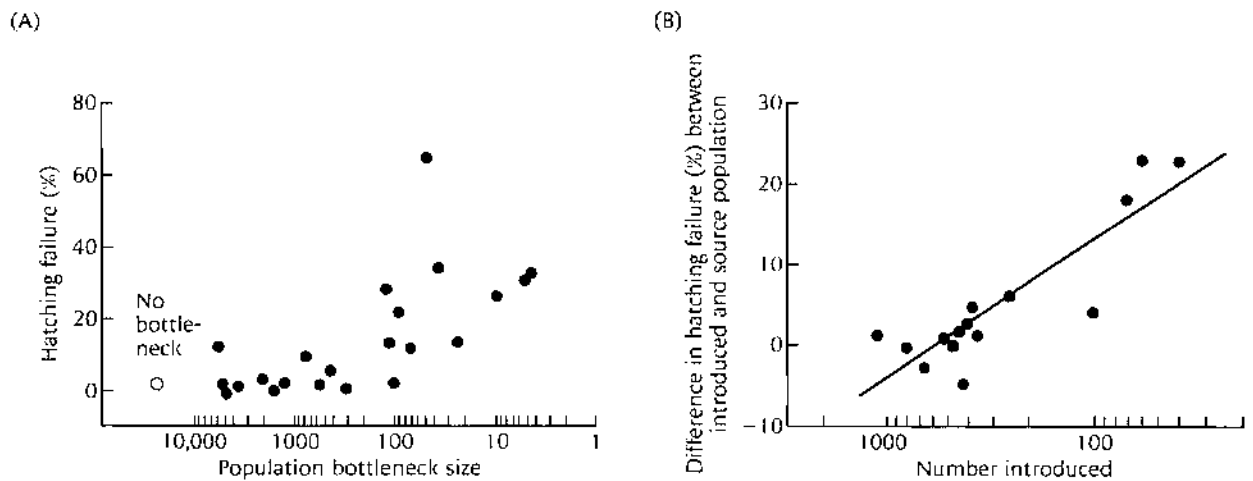 (A)
80
60
40
20
0
Hatching failure (%)
No
bottle-
neck
10,000 1000 100 10 1
Population bottleneck size
(B)
30
20
10
0
−10
Difference in hatching failure (%) between
introduced and source population
1000 100
Number introduced